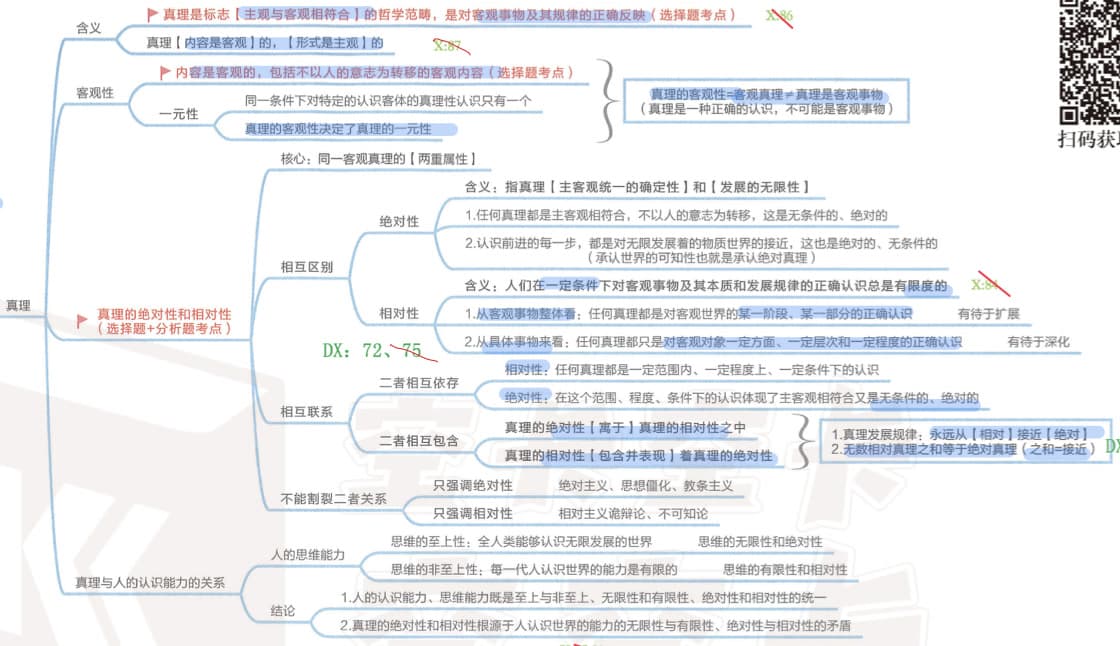 含义
真理是标志【主观与客观相符合】的哲学范畴，是对客观事物及其规律的正确反映（选择题考点）
X:86
真理【内容是客观】的，【形式是主观】的
X:87
客观性
内容是客观的，包括不以人的意志为转移的客观内容（选择题考点）
一元性
同一条件下对特定的认识客体的真理性认识只有一个
真理的客观性决定了真理的一元性
真理的客观性=客观真理≠真理是客观事物
（真理是一种正确的认识，不可能是客观事物）
扫码获
真理
真理的绝对性和相对性
（选择题+分析题考点）
核心：同一客观真理的【两重属性】
相互区别
绝对性
含义：指真理【主客观统一的确定性】和【发展的无限性】
1.任何真理都是主客观相符合，不以人的意志为转移，这是无条件的、绝对的
2.认识前进的每一步，都是对无限发展着的物质世界的接近，这也是绝对的、无条件的
（承认世界的可知性也就是承认绝对真理）
相对性
含义：人们在一定条件下对客观事物及其本质和发展规律的正确认识总是有限度的
1.从客观事物整体看：任何真理都是对客观世界的某一阶段、某一部分的正确认识 有待于扩展
2.从具体事物来看：任何真理都只是对客观对象一定方面、一定层次和一定程度的正确认识 有待于深化
DX：72、75
相互联系
二者相互依存
相对性：任何真理都是一定范围内、一定程度上、一定条件下的认识
绝对性：在这个范围、程度、条件下的认识体现了主客观相符合又是无条件的、绝对的
二者相互包含
真理的绝对性【寓于】真理的相对性之中
真理的相对性【包含并表现】着真理的绝对性
1.真理发展规律：永远从【相对】接近【绝对】
2.无数相对真理之和等于绝对真理（之和=接近）
DX
不能割裂二者关系
只强调绝对性 绝对主义、思想僵化、教条主义
只强调相对性 相对主义诡辩论、不可知论
真理与人的认识能力的关系
人的思维能力
思维的至上性：全人类能够认识无限发展的世界 思维的无限性和绝对性
思维的非至上性：每一代人认识世界的能力是有限的 思维的有限性和相对性
结论
1.人的认识能力、思维能力既是至上与非至上、无限性和有限性、绝对性和相对性的统一
2.真理的绝对性和相对性根源于人认识世界的能力的无限性与有限性、绝对性与相对性的矛盾